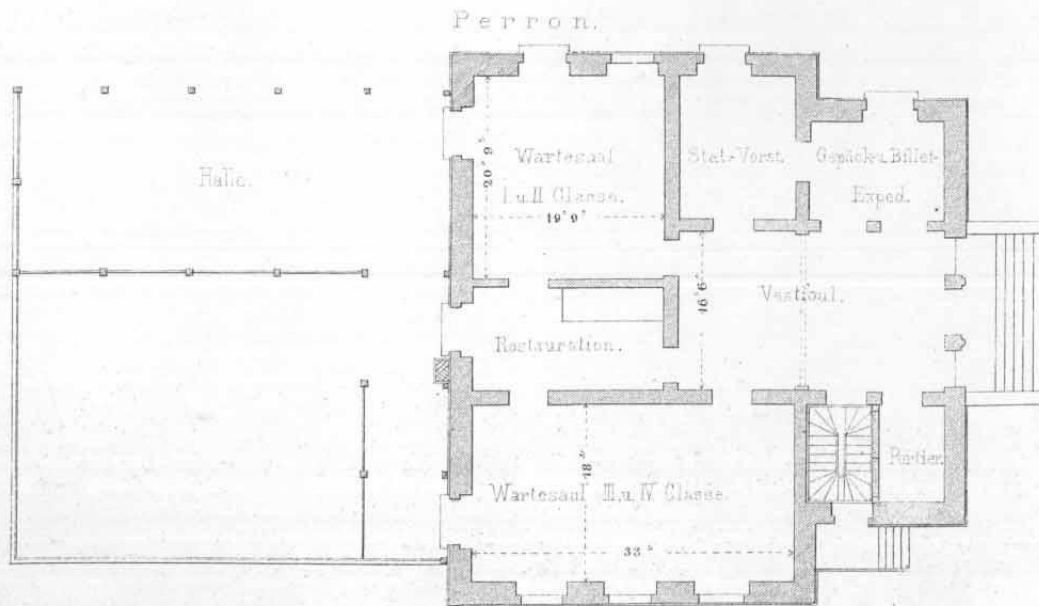 Perron.
Halle.
Wartesaal
I. u. II. Classe.
20' 9"
19' 9"
Stat.-Vorst.
Gepäck-u. Billet-
Exped.
Vestibul.
16' 6"
Restauration.
Wartesaal III. u. IV. Classe.
18'
33'
Portier.